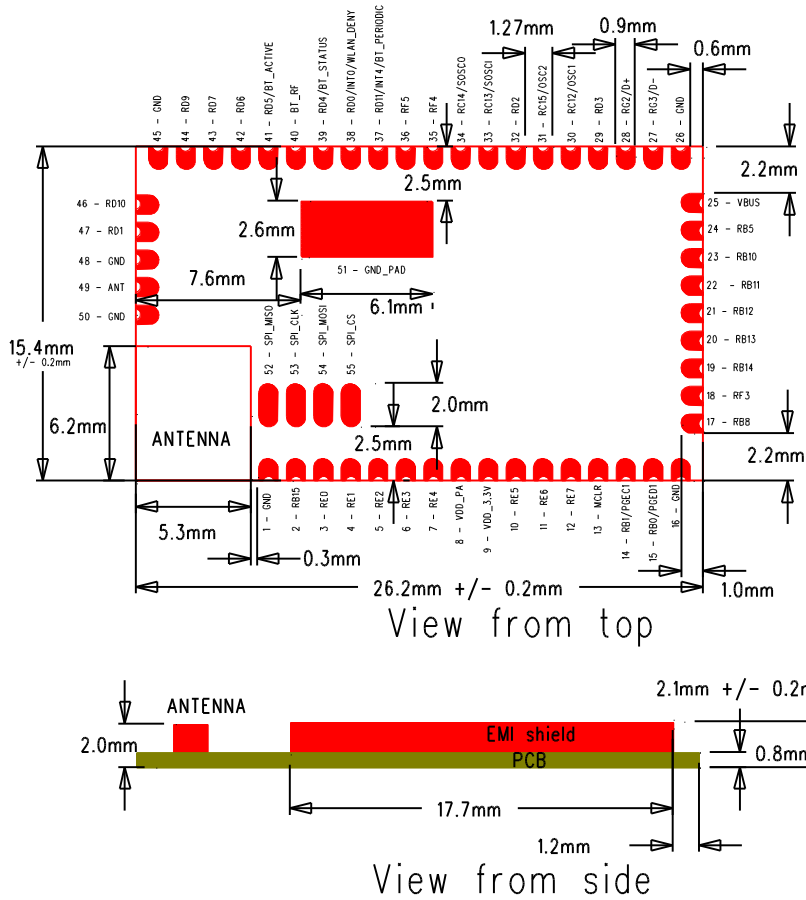 1.27mm
0.9mm
0.6mm
45 - GND
44 - RD9
43 - RD7
42 - RD6
41 - RD5/BT_ACTIVE
40 - BT_RF
39 - RD4/BT_STATUS
38 - RD0/INT0/WLAN_DENY
37 - RD11/INT4/BT_PERIODIC
36 - RF5
35 - RF4
34 - RC14/SOSCO
33 - RC13/SOSCI
32 - RD2
31 - RC15/OSC2
30 - RC12/OSC1
29 - RD3
28 - RG2/D+
27 - RG3/D-
26 - GND
2.2mm
2.5mm
46 - RD10
47 - RD1
48 - GND
49 - ANT
50 - GND
2.6mm
7.6mm
51 - GND_PAD
6.1mm
25 - VBUS
24 - RB5
23 - RB10
22 - RB11
21 - RB12
20 - RB13
19 - RB14
18 - RF3
17 - RB8
52 - SPI_MISO
53 - SPI_CLK
54 - SPI_MOSI
55 - SPI_CS
15.4mm
+/- 0.2mm
6.2mm
ANTENNA
2.0mm
2.5mm
2.2mm
1 - GND
2 - RB15
3 - RE0
4 - RE1
5 - RE2
6 - RE3
7 - RE4
8 - VDD_PA
9 - VDD_3.3V
10 - RE5
11 - RE6
12 - RE7
13 - MCLR
14 - RB1/PGEC1
15 - RB0/PGED1
16 - GND
5.3mm
0.3mm
26.2mm +/- 0.2mm
1.0mm
View from top
2.1mm +/- 0.2m
ANTENNA
2.0mm
EMI shield
PCB
0.8mm
17.7mm
1.2mm
View from side